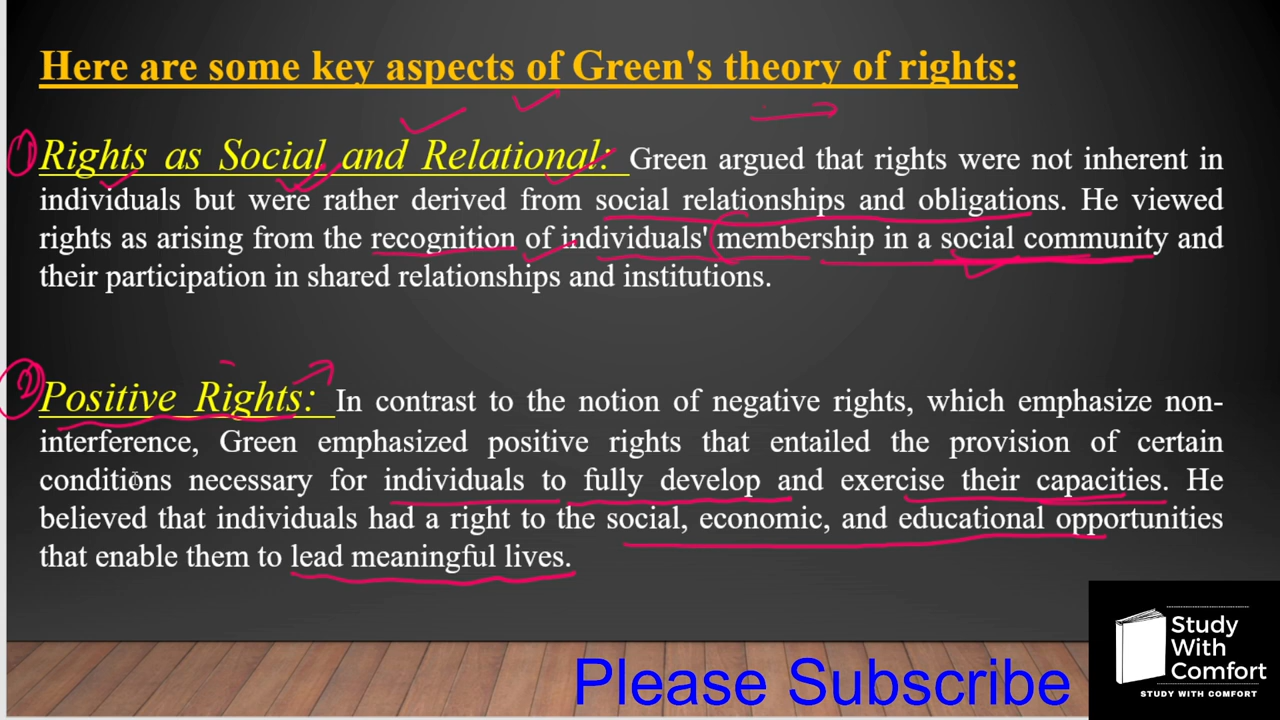 Here are some key aspects of Green's theory of rights:
① Rights as Social and Relational: Green argued that rights were not inherent in
individuals but were rather derived from social relationships and obligations. He viewed
rights as arising from the recognition of individuals' membership in a social community and
their participation in shared relationships and institutions.
② Positive Rights: In contrast to the notion of negative rights, which emphasize non-
interference, Green emphasized positive rights that entailed the provision of certain
conditions necessary for individuals to fully develop and exercise their capacities. He
believed that individuals had a right to the social, economic, and educational opportunities
that enable them to lead meaningful lives.
Please Subscribe
Study
With
Comfort
STUDY WITH COMFORT